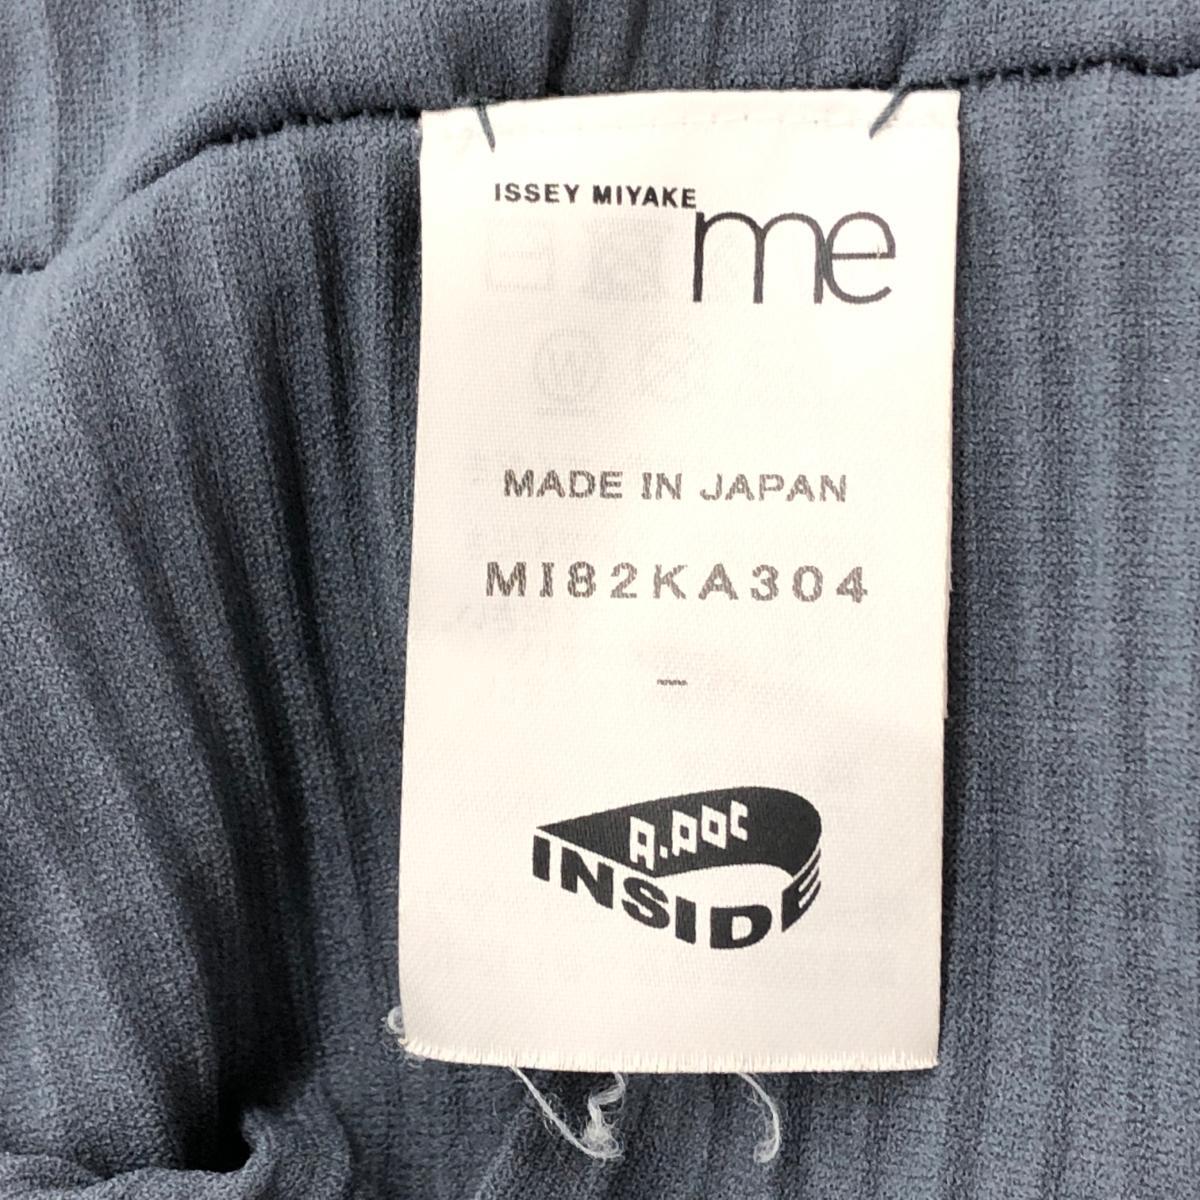 ISSEY MIYAKE
me
MADE IN JAPAN
MI82KA304
A.POC
INSIDE